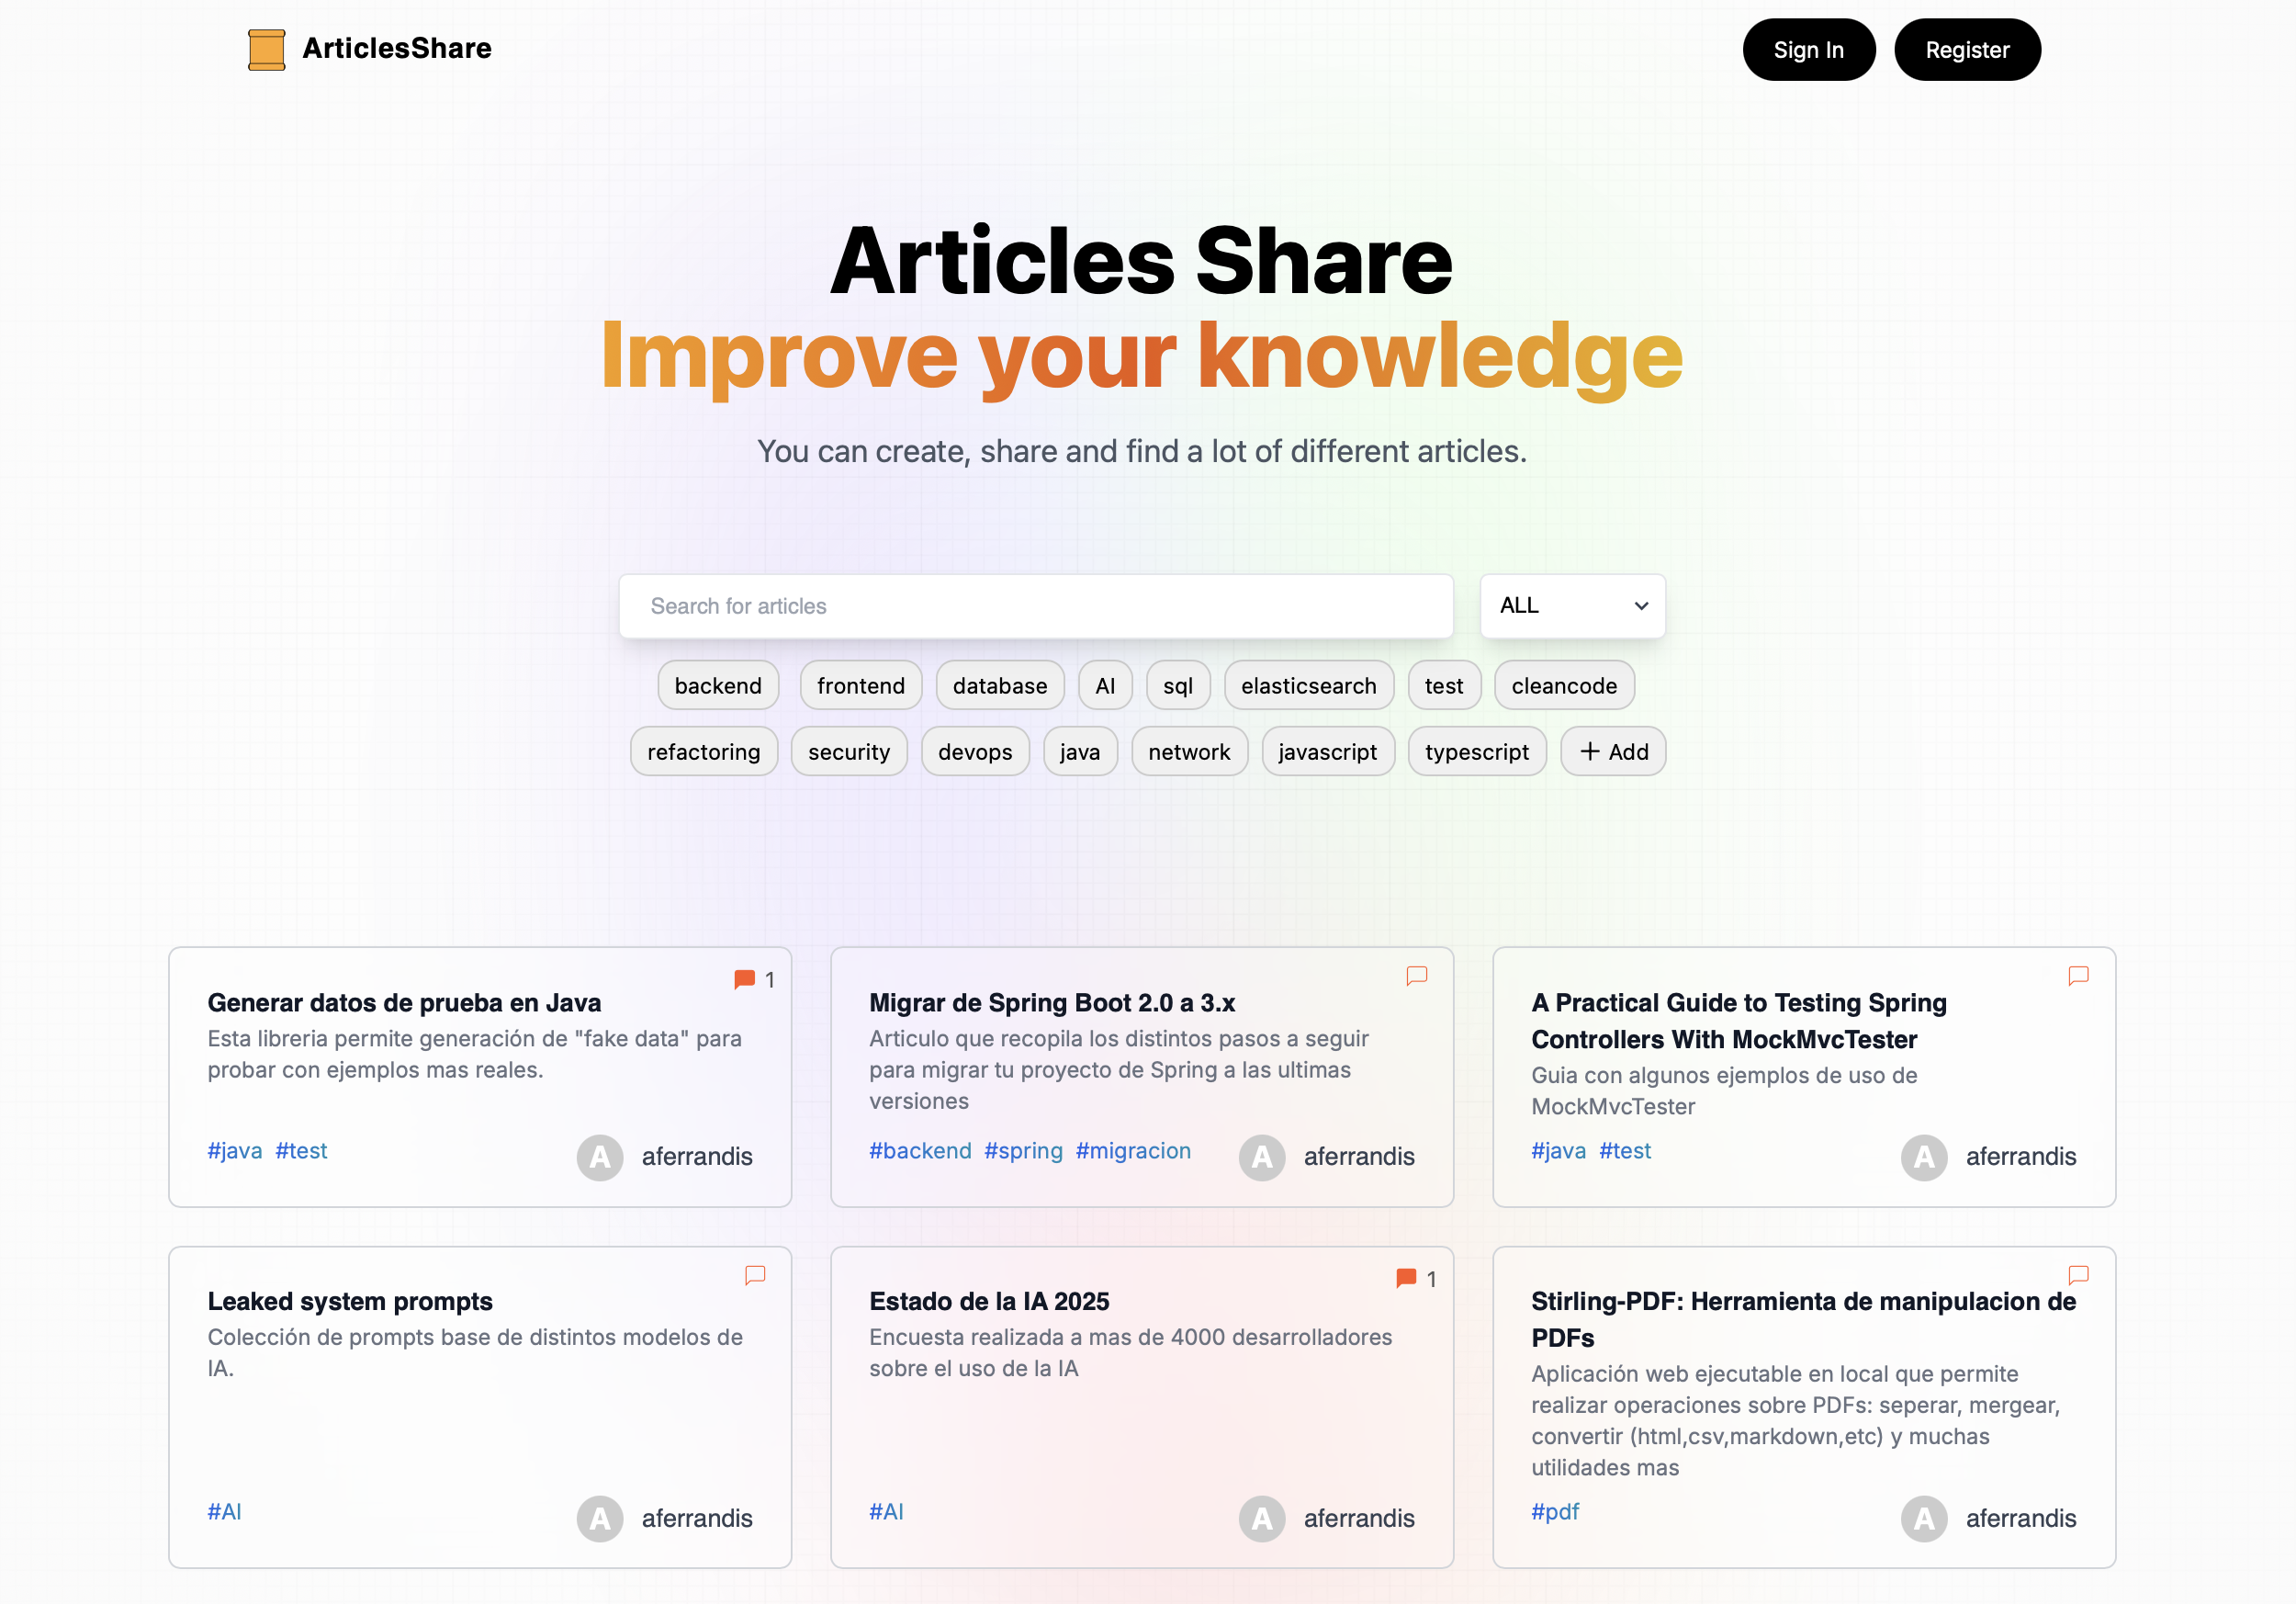 ArticlesShare
Sign In
Register
Articles Share
Improve your knowledge
You can create, share and find a lot of different articles.
Search for articles
ALL
backend
frontend
database
AI
sql
elasticsearch
test
cleancode
refactoring
security
devops
java
network
javascript
typescript
+ Add
1
Generar datos de prueba en Java
Esta libreria permite generación de "fake data" para
probar con ejemplos mas reales.
#java #test
A
aferrandis
Migrar de Spring Boot 2.0 a 3.x
Articulo que recopila los distintos pasos a seguir
para migrar tu proyecto de Spring a las ultimas
versiones
#backend #spring #migracion
A
aferrandis
A Practical Guide to Testing Spring
Controllers With MockMvcTester
Guia con algunos ejemplos de uso de
MockMvcTester
#java #test
A
aferrandis
Leaked system prompts
Colección de prompts base de distintos modelos de
IA.
#AI
A
aferrandis
1
Estado de la IA 2025
Encuesta realizada a mas de 4000 desarrolladores
sobre el uso de la IA
#AI
A
aferrandis
Stirling-PDF: Herramienta de manipulacion de
PDFs
Aplicación web ejecutable en local que permite
realizar operaciones sobre PDFs: seperar, mergear,
convertir (html,csv,markdown,etc) y muchas
utilidades mas
#pdf
A
aferrandis